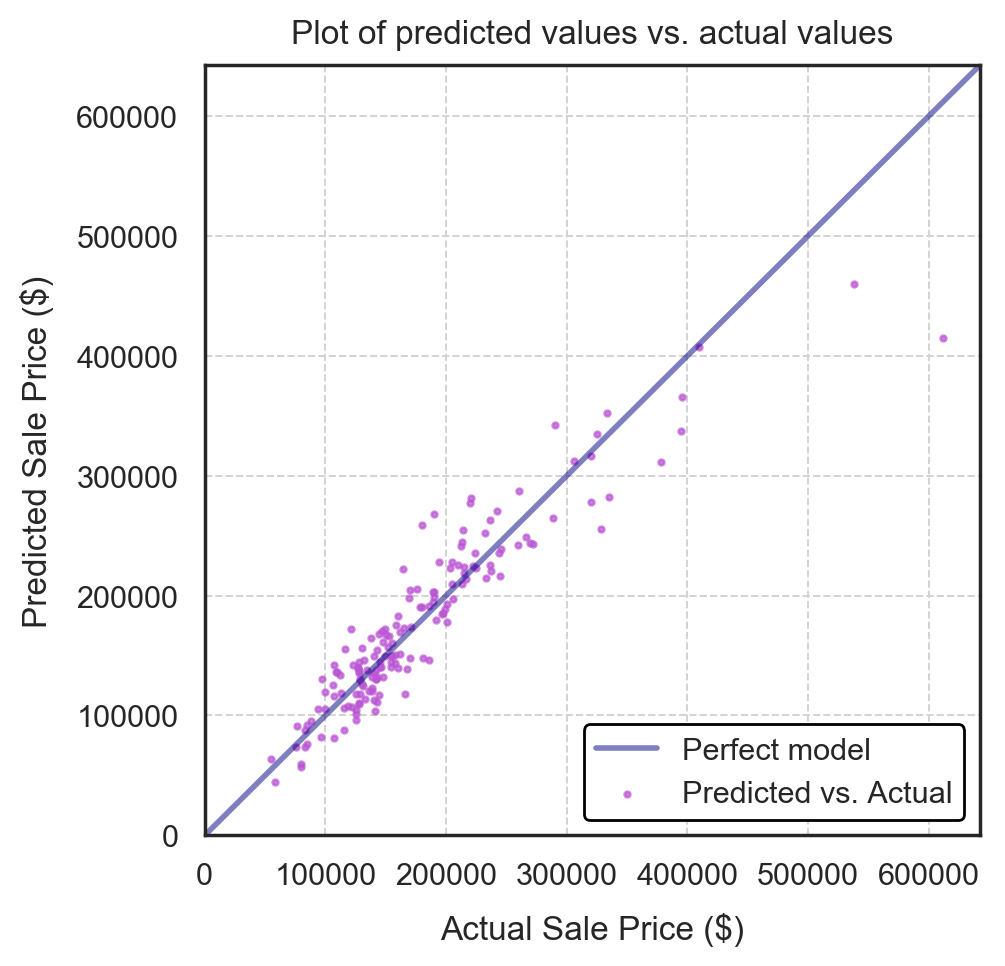 Plot of predicted values vs. actual values
600000
500000
400000
300000
200000
100000
0
Predicted Sale Price ($)
Perfect model
Predicted vs. Actual
0 100000 200000 300000 400000 500000 600000
Actual Sale Price ($)